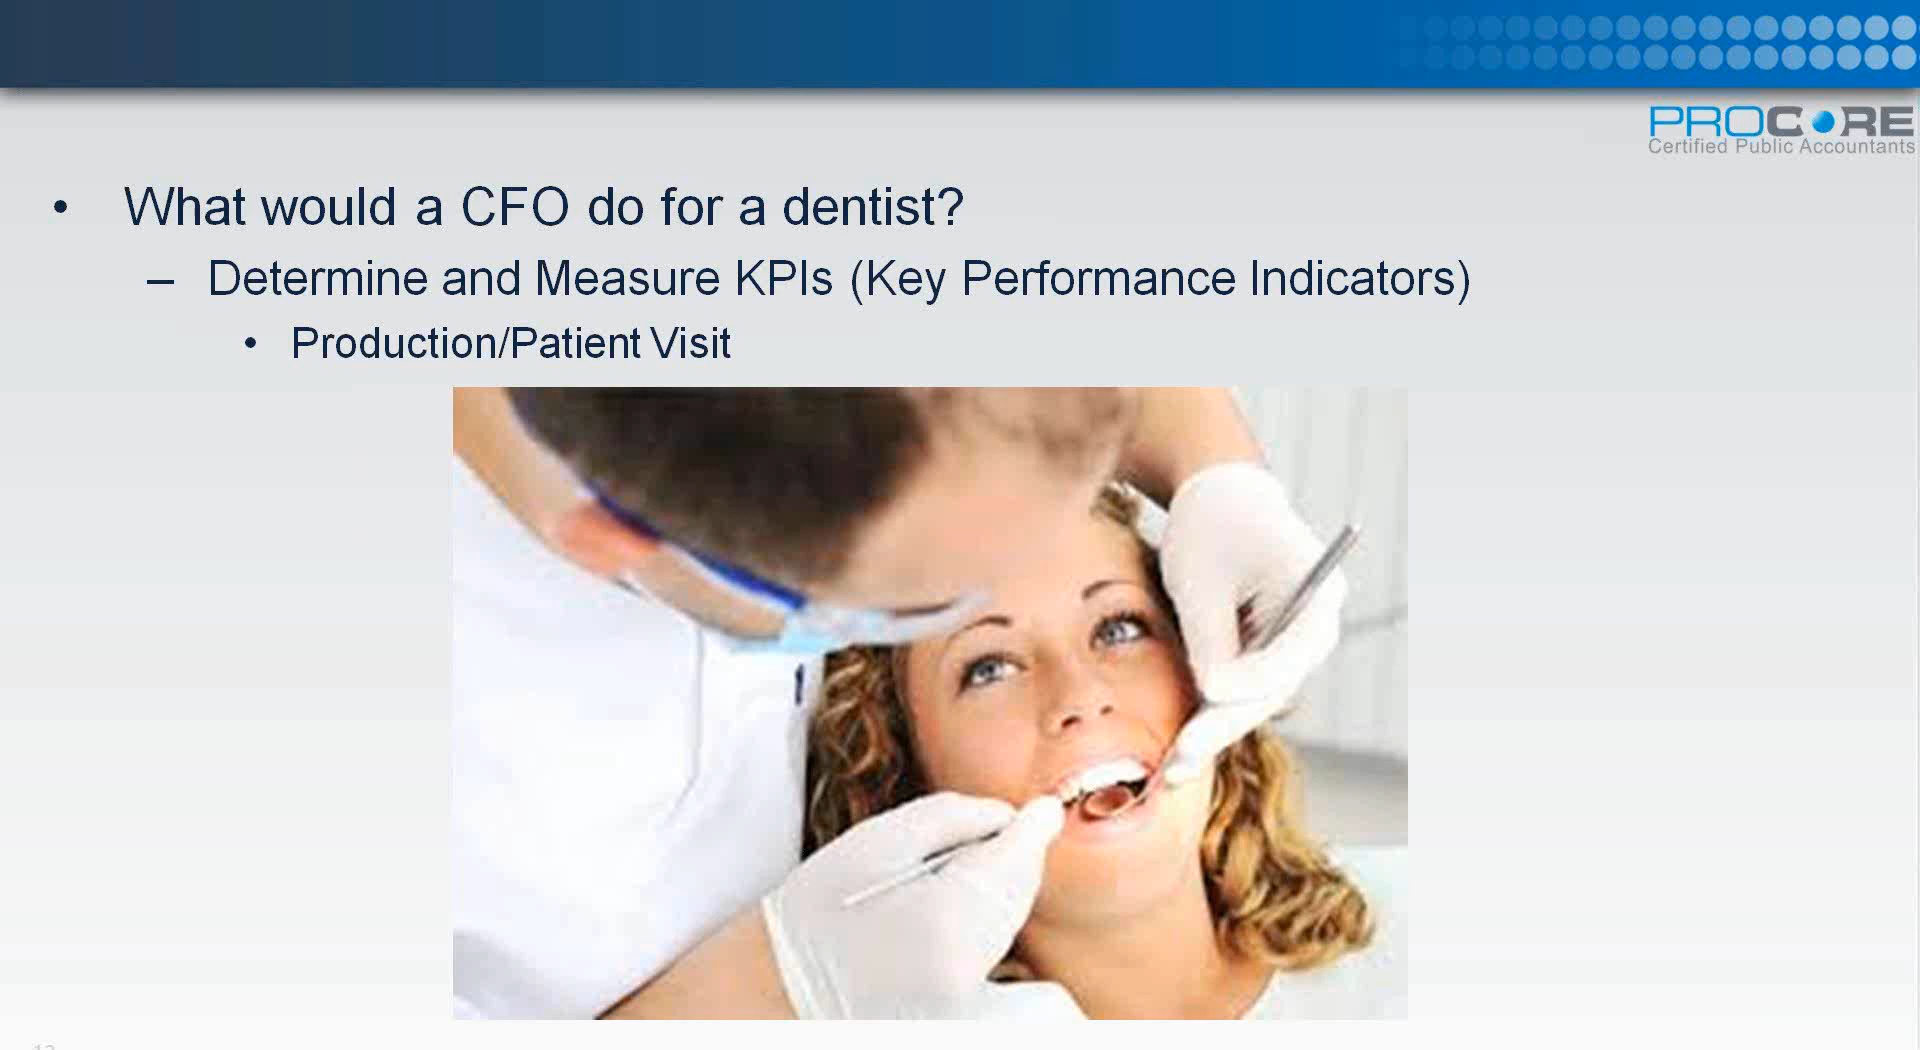 PROCORE
Certified Public Accountants
• What would a CFO do for a dentist?
– Determine and Measure KPIs (Key Performance Indicators)
• Production/Patient Visit